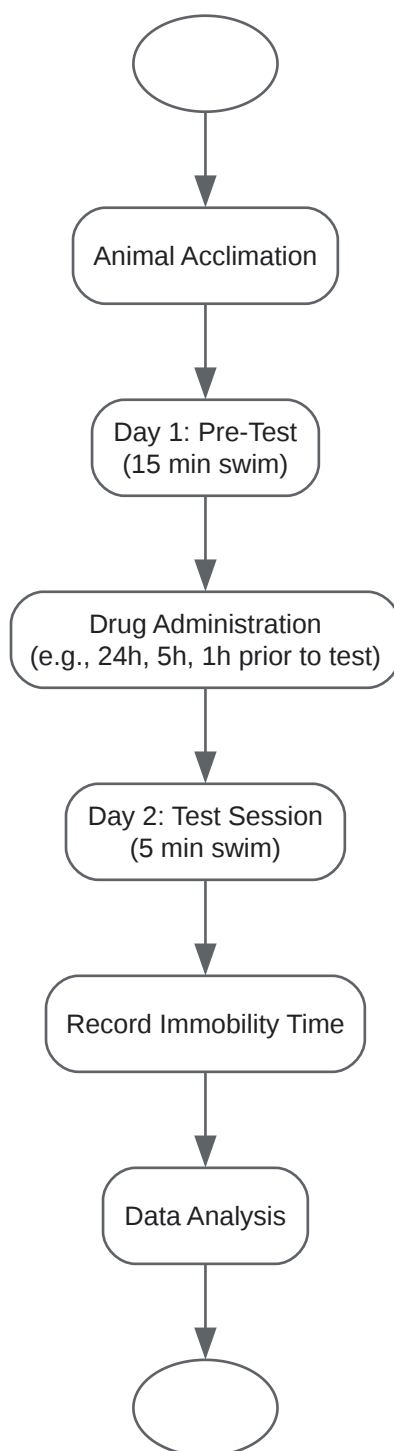 Animal Acclimation
Day 1: Pre-Test
(15 min swim)
Drug Administration
(e.g., 24h, 5h, 1h prior to test)
Day 2: Test Session
(5 min swim)
Record Immobility Time
Data Analysis